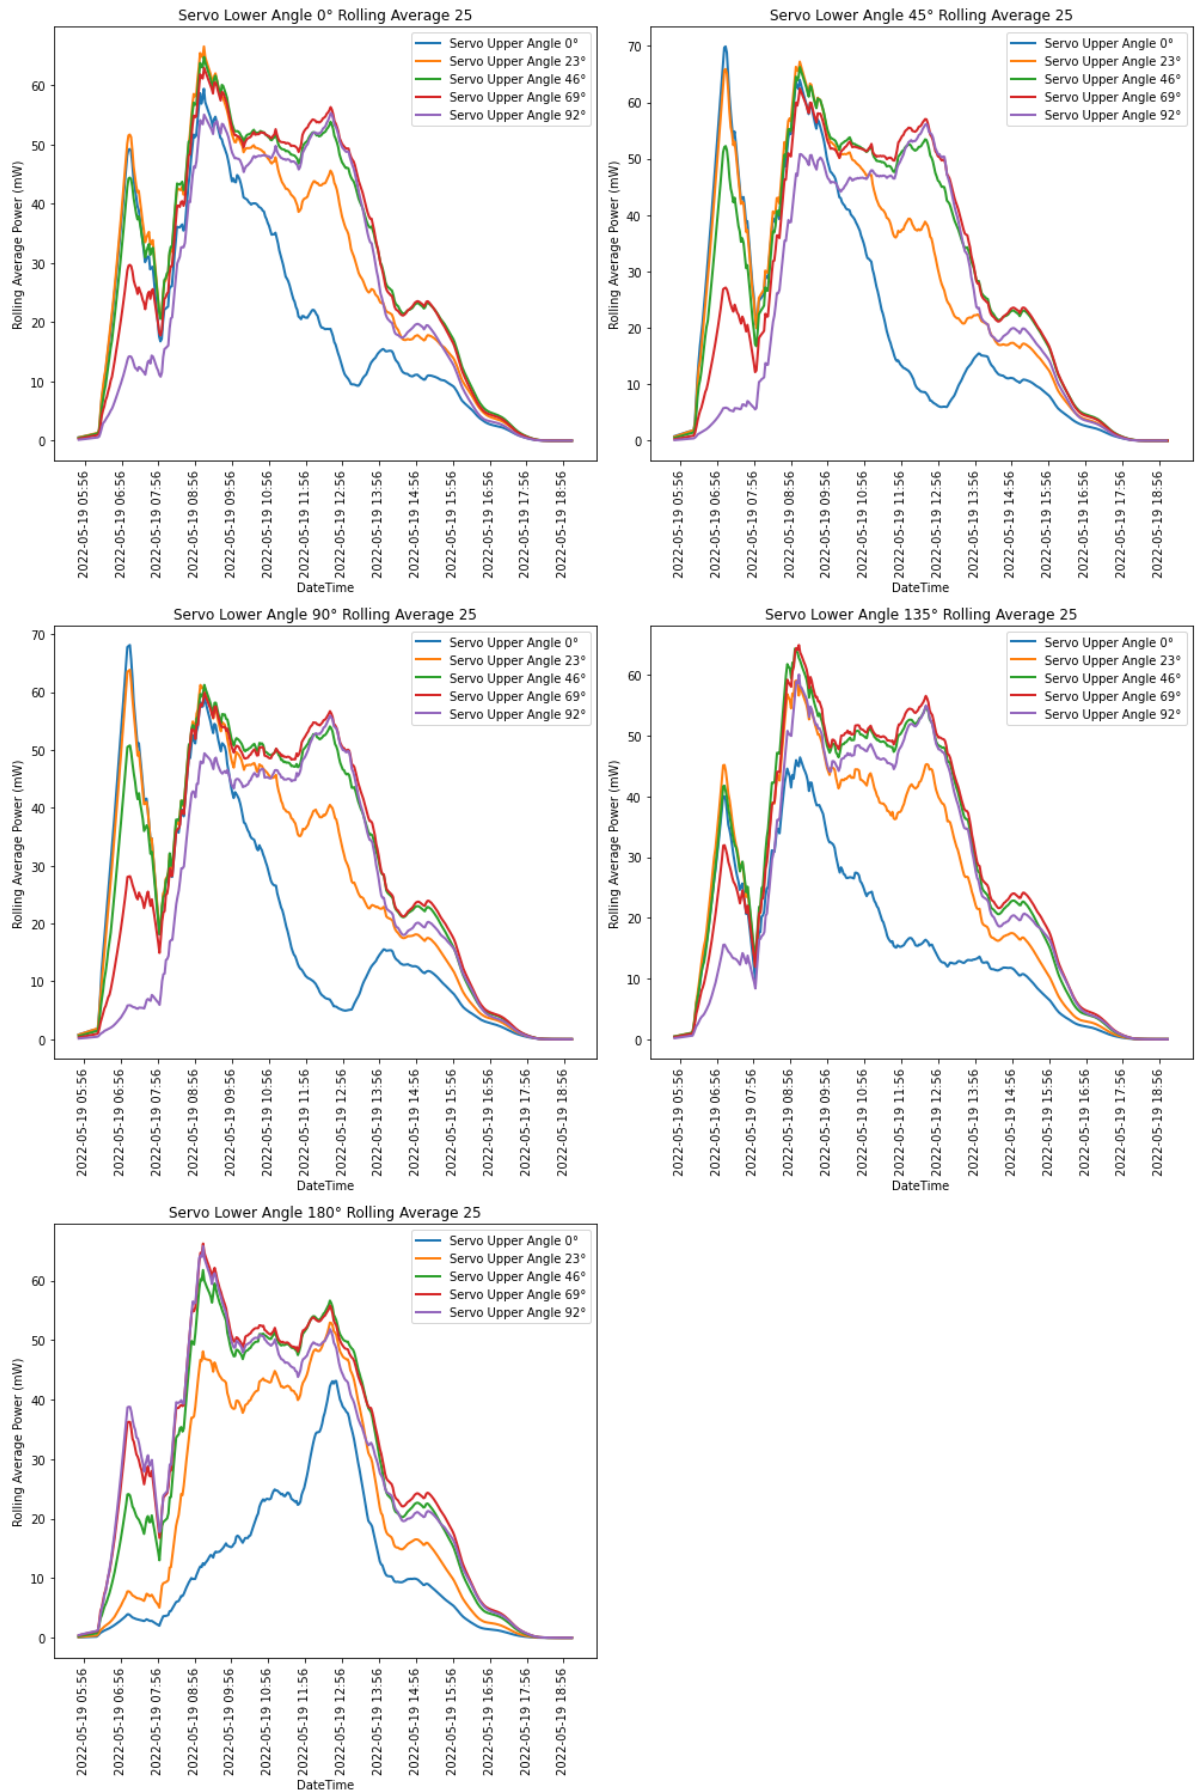 Servo Lower Angle 0° Rolling Average 25
Rolling Average Power (mW)
60
50
40
30
20
10
0
Servo Upper Angle 0°
Servo Upper Angle 23°
Servo Upper Angle 46°
Servo Upper Angle 69°
Servo Upper Angle 92°
2022-05-19 05:56
2022-05-19 06:56
2022-05-19 07:56
2022-05-19 08:56
2022-05-19 09:56
2022-05-19 10:56
2022-05-19 11:56
2022-05-19 12:56
2022-05-19 13:56
2022-05-19 14:56
2022-05-19 15:56
2022-05-19 16:56
2022-05-19 17:56
2022-05-19 18:56
DateTime
Servo Lower Angle 45° Rolling Average 25
Rolling Average Power (mW)
70
60
50
40
30
20
10
0
Servo Upper Angle 0°
Servo Upper Angle 23°
Servo Upper Angle 46°
Servo Upper Angle 69°
Servo Upper Angle 92°
2022-05-19 05:56
2022-05-19 06:56
2022-05-19 07:56
2022-05-19 08:56
2022-05-19 09:56
2022-05-19 10:56
2022-05-19 11:56
2022-05-19 12:56
2022-05-19 13:56
2022-05-19 14:56
2022-05-19 15:56
2022-05-19 16:56
2022-05-19 17:56
2022-05-19 18:56
DateTime
Servo Lower Angle 90° Rolling Average 25
Rolling Average Power (mW)
70
60
50
40
30
20
10
0
Servo Upper Angle 0°
Servo Upper Angle 23°
Servo Upper Angle 46°
Servo Upper Angle 69°
Servo Upper Angle 92°
2022-05-19 05:56
2022-05-19 06:56
2022-05-19 07:56
2022-05-19 08:56
2022-05-19 09:56
2022-05-19 10:56
2022-05-19 11:56
2022-05-19 12:56
2022-05-19 13:56
2022-05-19 14:56
2022-05-19 15:56
2022-05-19 16:56
2022-05-19 17:56
2022-05-19 18:56
DateTime
Servo Lower Angle 135° Rolling Average 25
Rolling Average Power (mW)
60
50
40
30
20
10
0
Servo Upper Angle 0°
Servo Upper Angle 23°
Servo Upper Angle 46°
Servo Upper Angle 69°
Servo Upper Angle 92°
2022-05-19 05:56
2022-05-19 06:56
2022-05-19 07:56
2022-05-19 08:56
2022-05-19 09:56
2022-05-19 10:56
2022-05-19 11:56
2022-05-19 12:56
2022-05-19 13:56
2022-05-19 14:56
2022-05-19 15:56
2022-05-19 16:56
2022-05-19 17:56
2022-05-19 18:56
DateTime
Servo Lower Angle 180° Rolling Average 25
Rolling Average Power (mW)
60
50
40
30
20
10
0
Servo Upper Angle 0°
Servo Upper Angle 23°
Servo Upper Angle 46°
Servo Upper Angle 69°
Servo Upper Angle 92°
2022-05-19 05:56
2022-05-19 06:56
2022-05-19 07:56
2022-05-19 08:56
2022-05-19 09:56
2022-05-19 10:56
2022-05-19 11:56
2022-05-19 12:56
2022-05-19 13:56
2022-05-19 14:56
2022-05-19 15:56
2022-05-19 16:56
2022-05-19 17:56
2022-05-19 18:56
DateTime